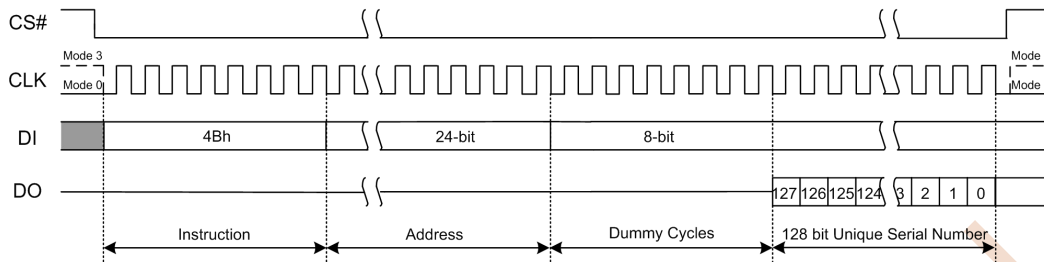 CS#
Mode 3
CLK
Mode 0
Mode
Mode
DI
4Bh
24-bit
8-bit
DO
127 126 125 124 3 2 1 0
Instruction
Address
Dummy Cycles
128 bit Unique Serial Number